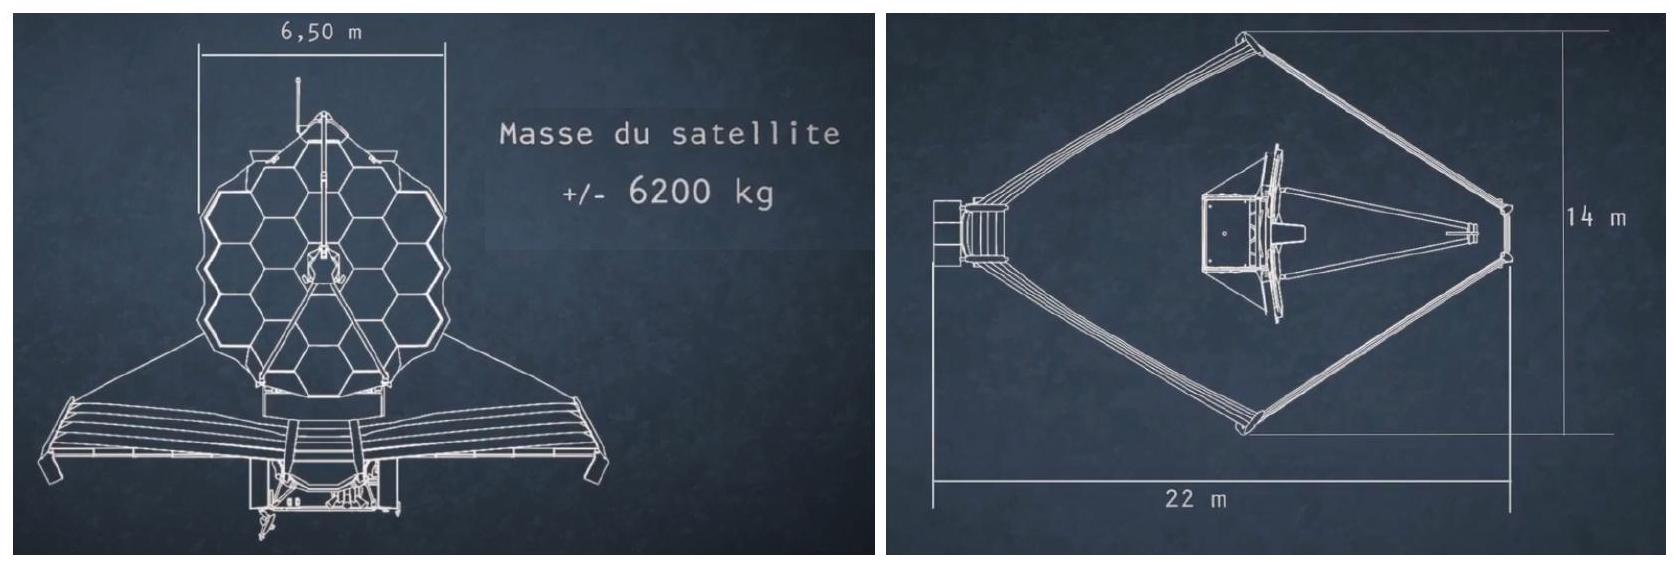 6,50 m
Masse du satellite
+/- 6200 kg
14 m
22 m